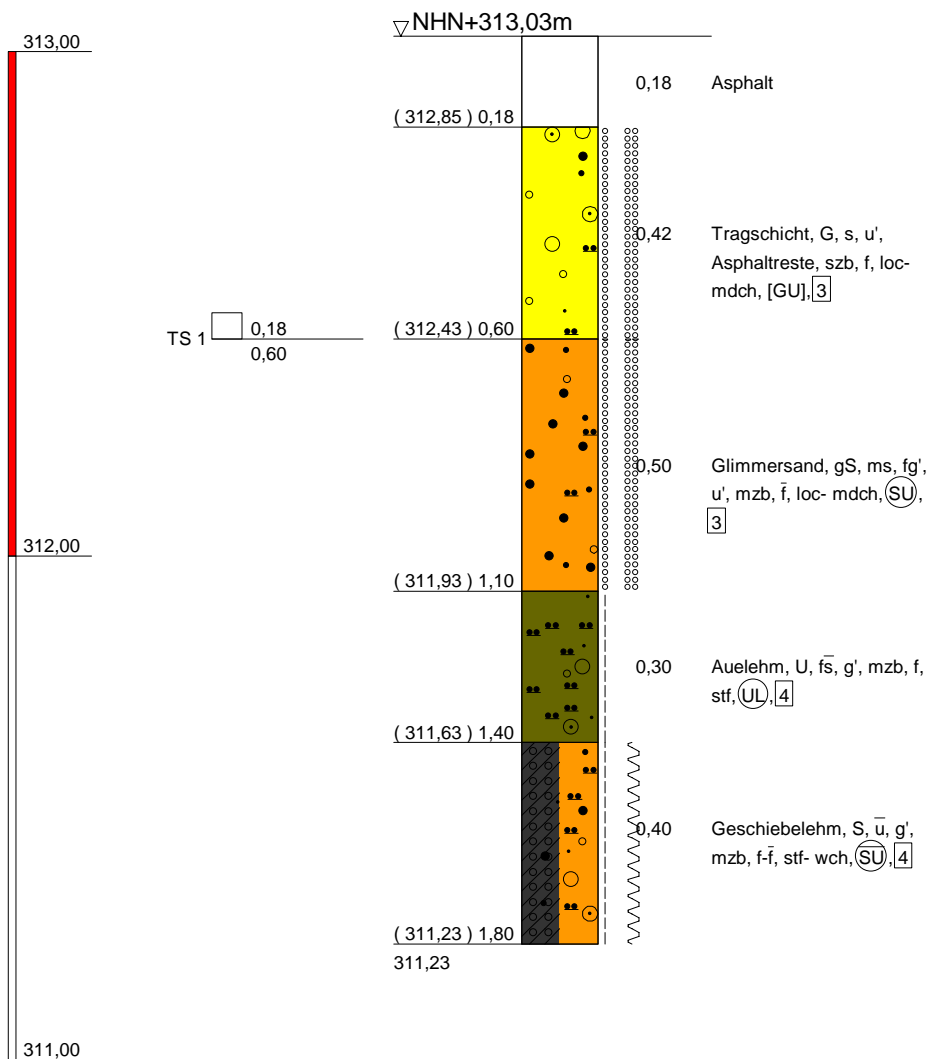 NHN+313,03m
313,00
0,18 Asphalt
( 312,85 ) 0,18
0,42 Tragschicht, G, s, u',
Asphaltreste, szb, f, loc-
mdch, [GU], 3
TS 1 0,18
0,60
( 312,43 ) 0,60
0,50 Glimmersand, gS, ms, fg',
u', mzb, f̄, loc- mdch, SU,
3
312,00
( 311,93 ) 1,10
0,30 Auelehm, U, f̄s̄, g', mzb, f,
stf, UL, 4
( 311,63 ) 1,40
0,40 Geschiebelehm, S, ū, g',
mzb, f-f̄, stf- wch, S̄Ū, 4
( 311,23 ) 1,80
311,23
311,00